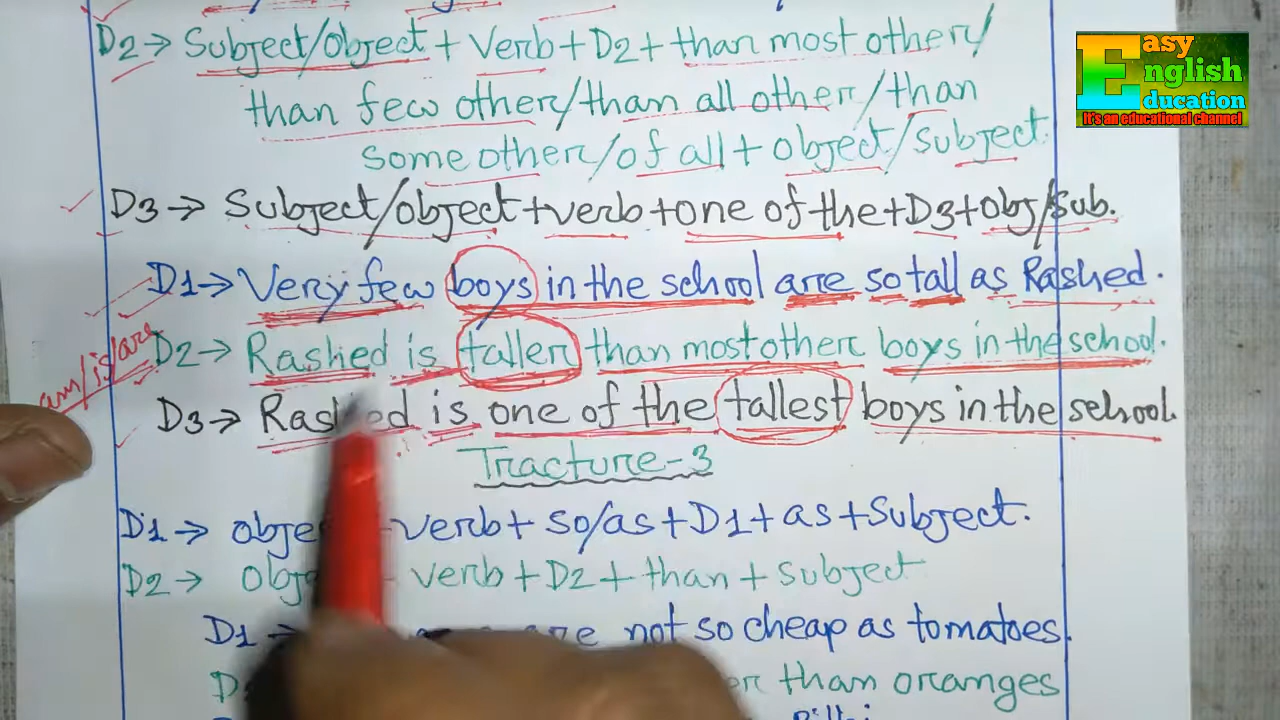 D2→ Subject/object + Verb + D2 + than most other/
than few other/than all other/than
some other/of all + object/subject.
D3→ Subject/object+verb+one of the+D3+obj/sub.
D1→ Very few boys in the school are so tall as Rashed.
am/is/are
D2→ Rashed is taller than most other boys in the school.
D3→ Rashed is one of the tallest boys in the school.
Tracture-3
D1→ verb+ so/as+D1+as+Subject.
D2→ verb+D2+than+Subject
D1→ not so cheap as tomatoes.
than oranges
Easy
English
Education
It's an educational channel